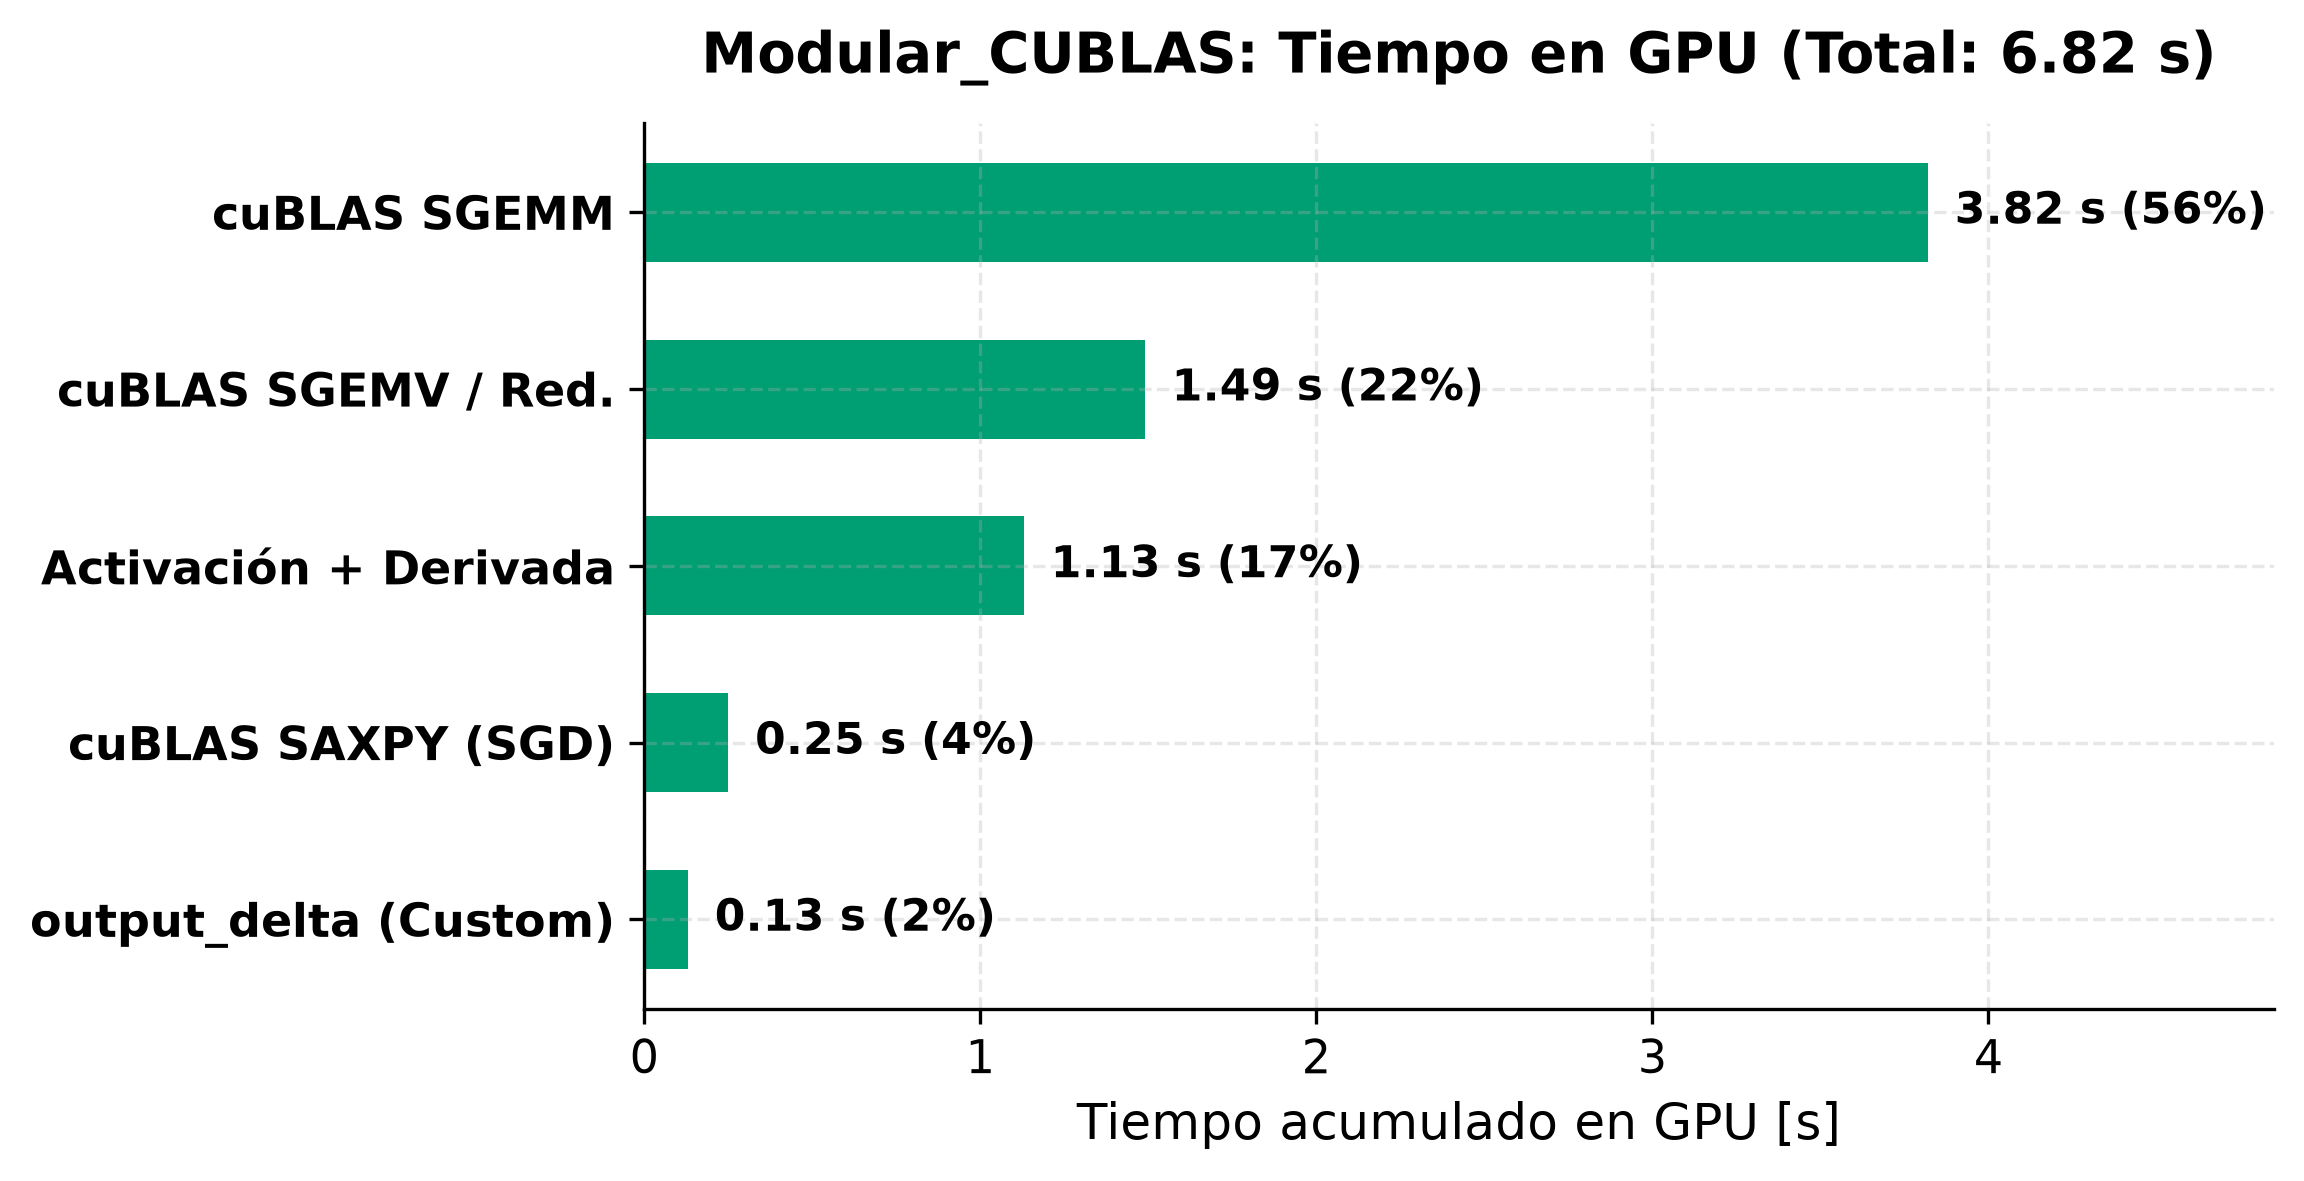 Modular_CUBLAS: Tiempo en GPU (Total: 6.82 s)
cuBLAS SGEMM
3.82 s (56%)
cuBLAS SGEMV / Red.
1.49 s (22%)
Activación + Derivada
1.13 s (17%)
cuBLAS SAXPY (SGD)
0.25 s (4%)
output_delta (Custom)
0.13 s (2%)
0 1 2 3 4
Tiempo acumulado en GPU [s]